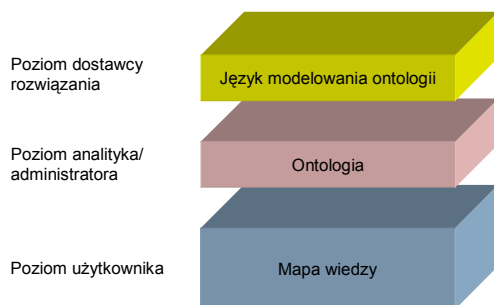 Poziom dostawcy
rozwiązania
Język modelowania ontologii
Poziom analityka/
administratora
Ontologia
Poziom użytkownika
Mapa wiedzy